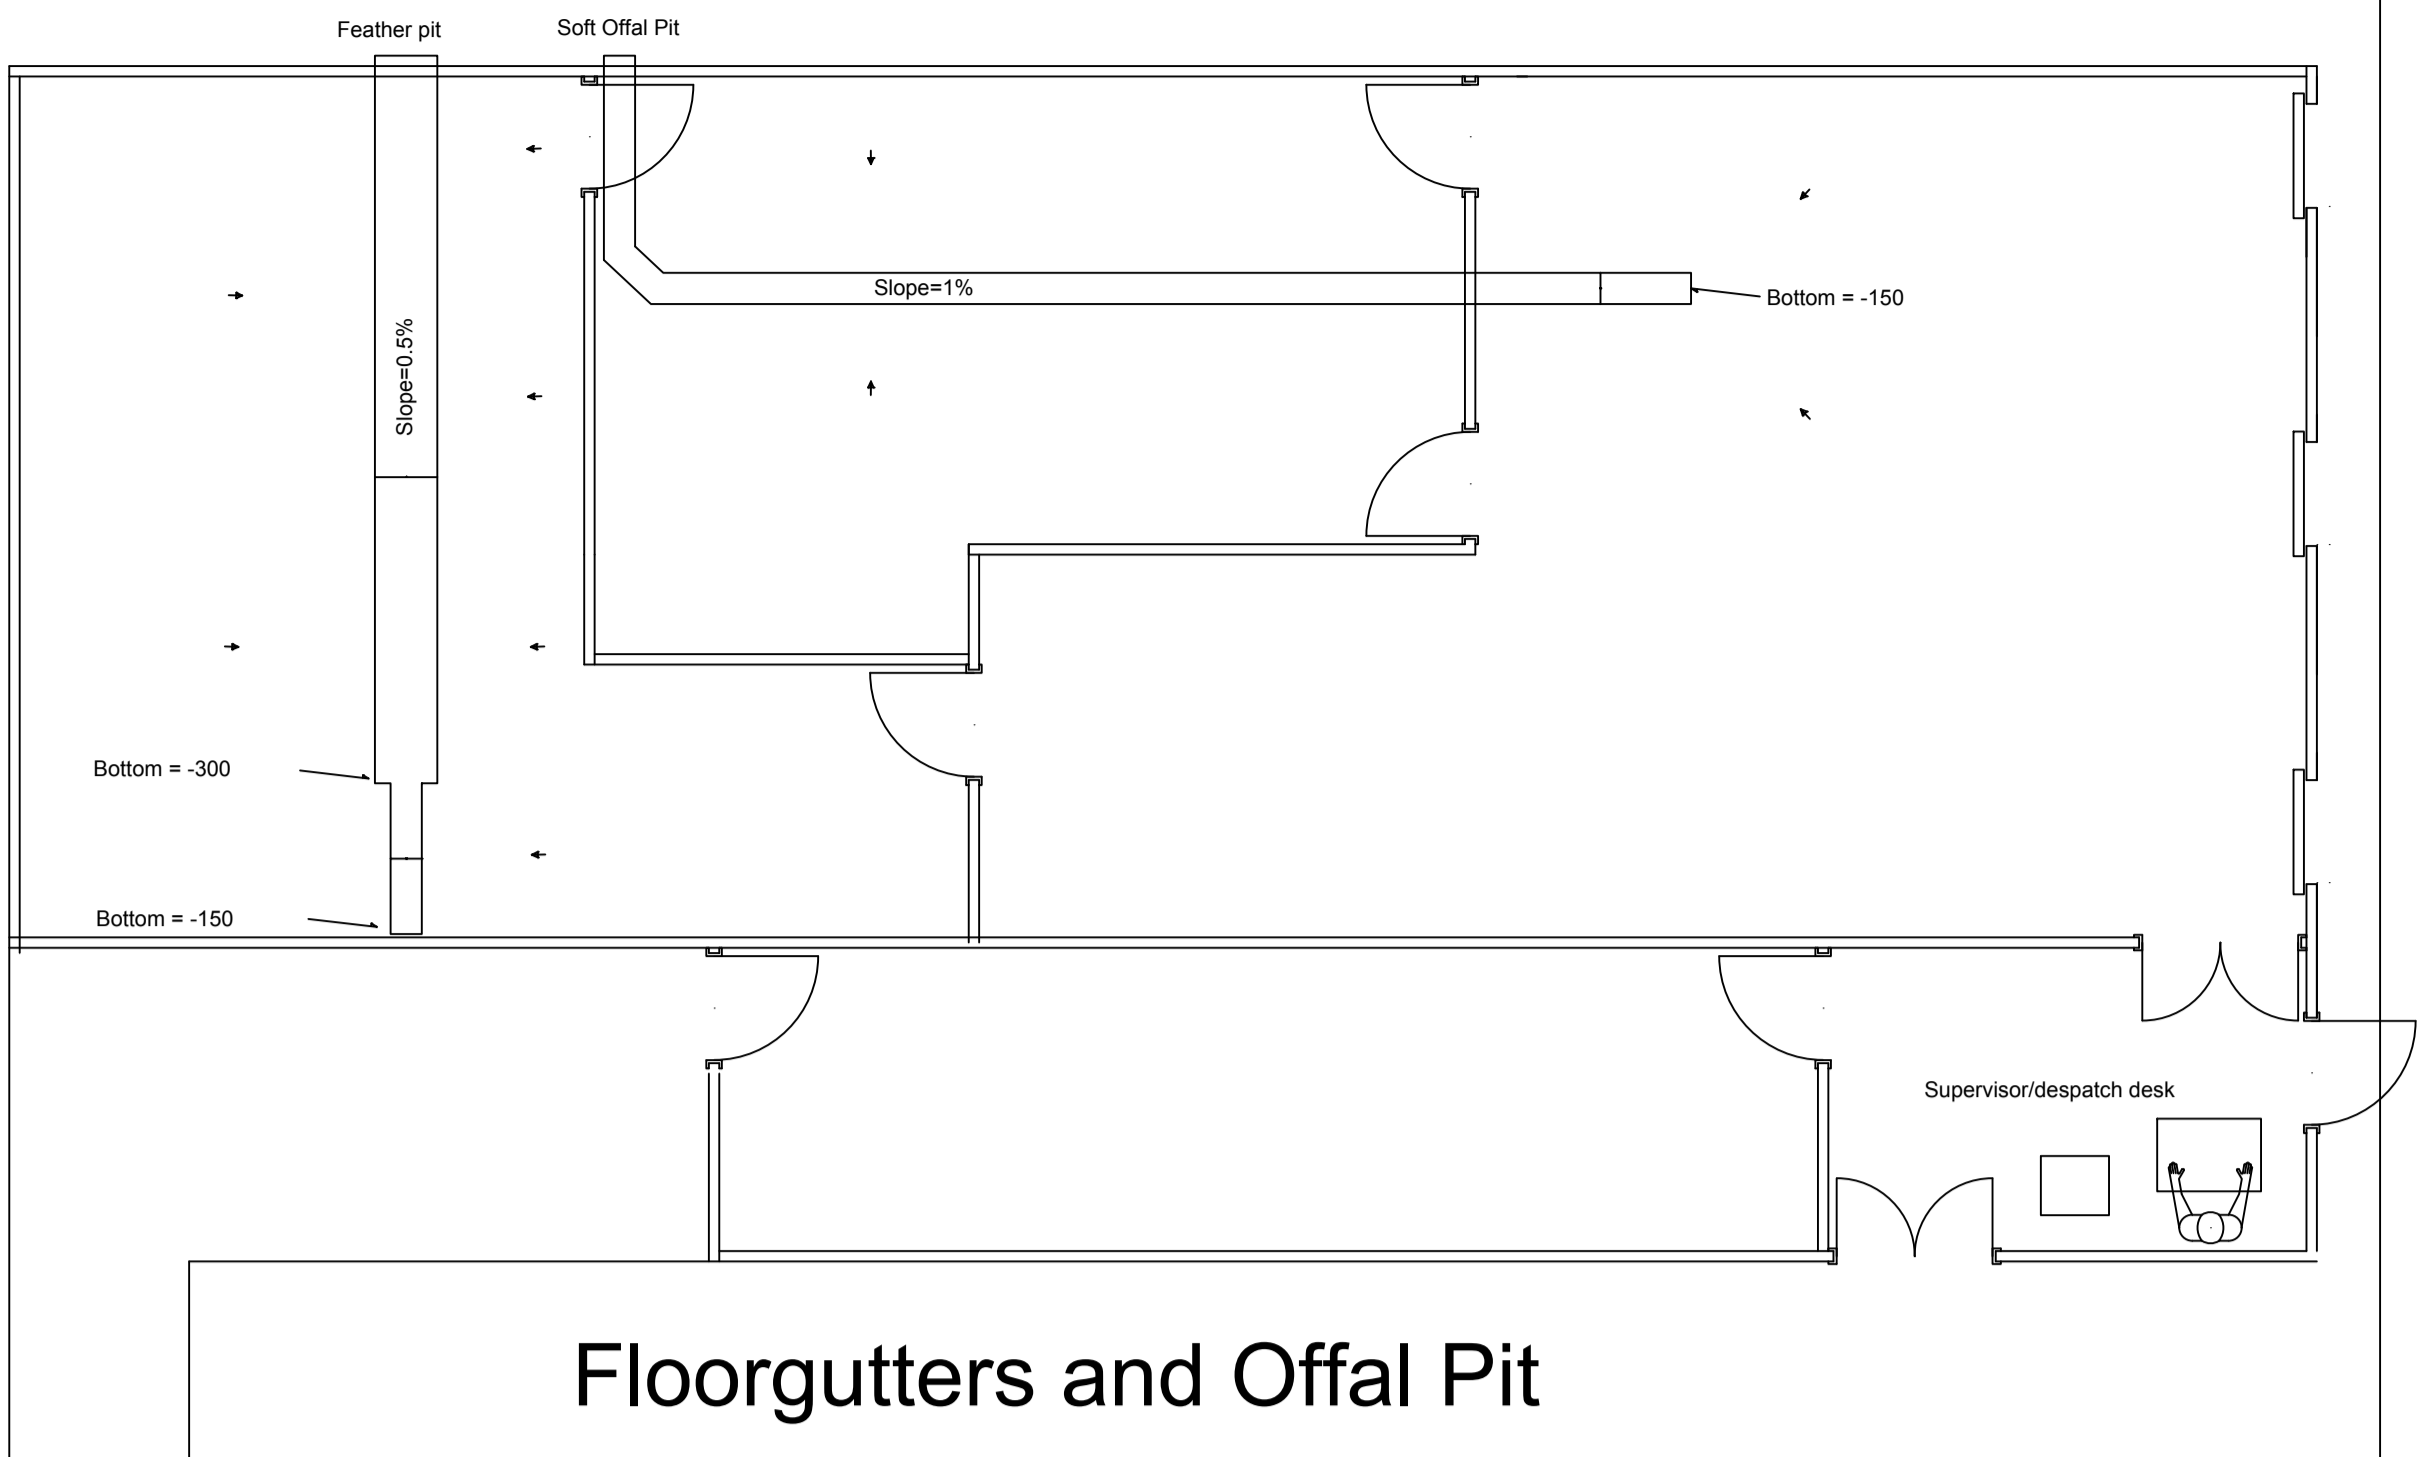 Feather pit
Soft Offal Pit
Slope=1%
Bottom = -150
Slope=0.5%
Bottom = -300
Bottom = -150
Supervisor/despatch desk
Floorgutters and Offal Pit